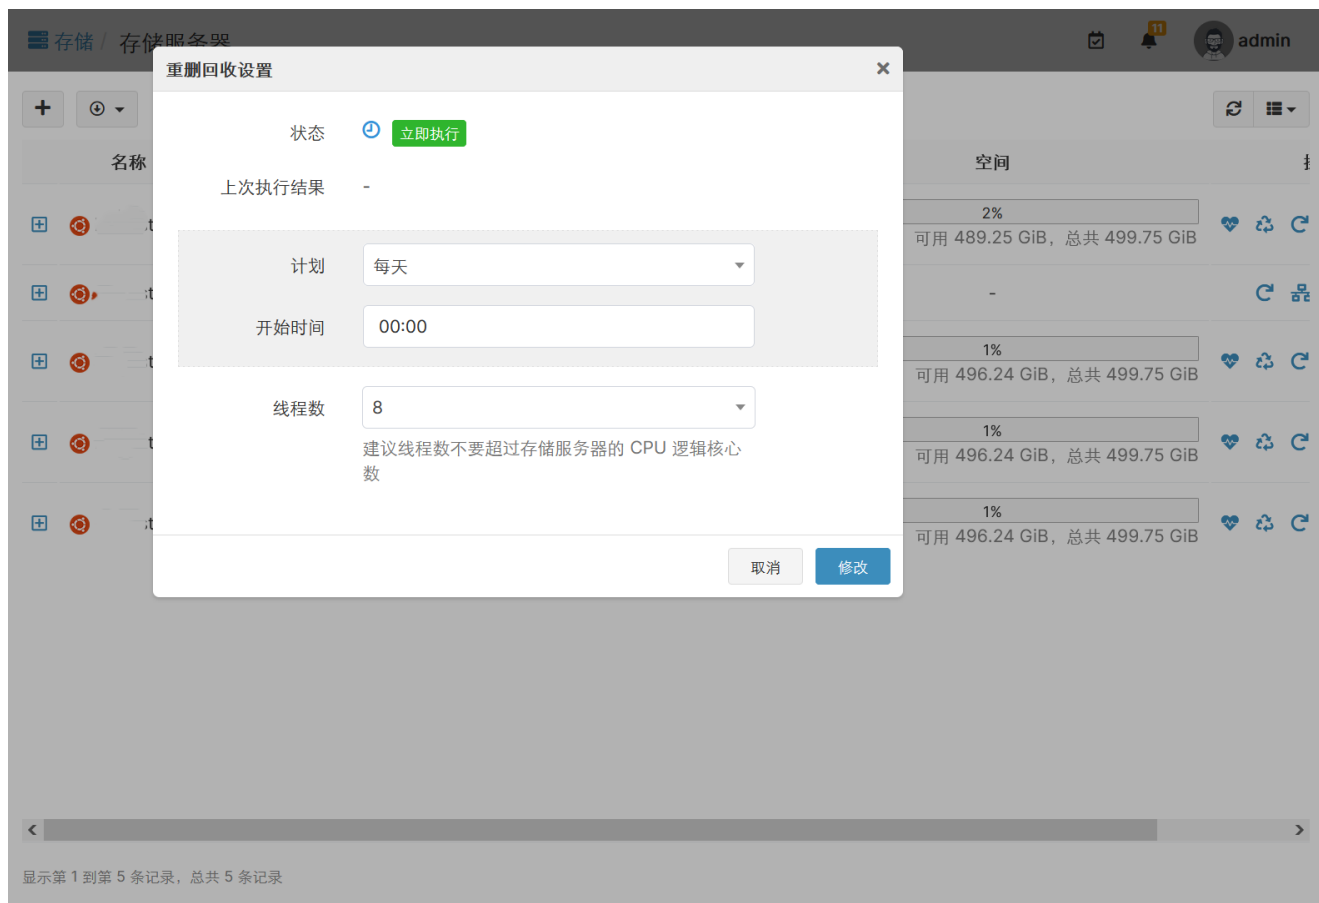 存储 / 存储服务器
11
admin
重删回收设置
状态
立即执行
上次执行结果
-
计划
每天
开始时间
00:00
线程数
8
建议线程数不要超过存储服务器的 CPU 逻辑核心
数
取消
修改
名称
空间
2%
可用 489.25 GiB，总共 499.75 GiB
-
1%
可用 496.24 GiB，总共 499.75 GiB
1%
可用 496.24 GiB，总共 499.75 GiB
1%
可用 496.24 GiB，总共 499.75 GiB
显示第 1 到第 5 条记录，总共 5 条记录